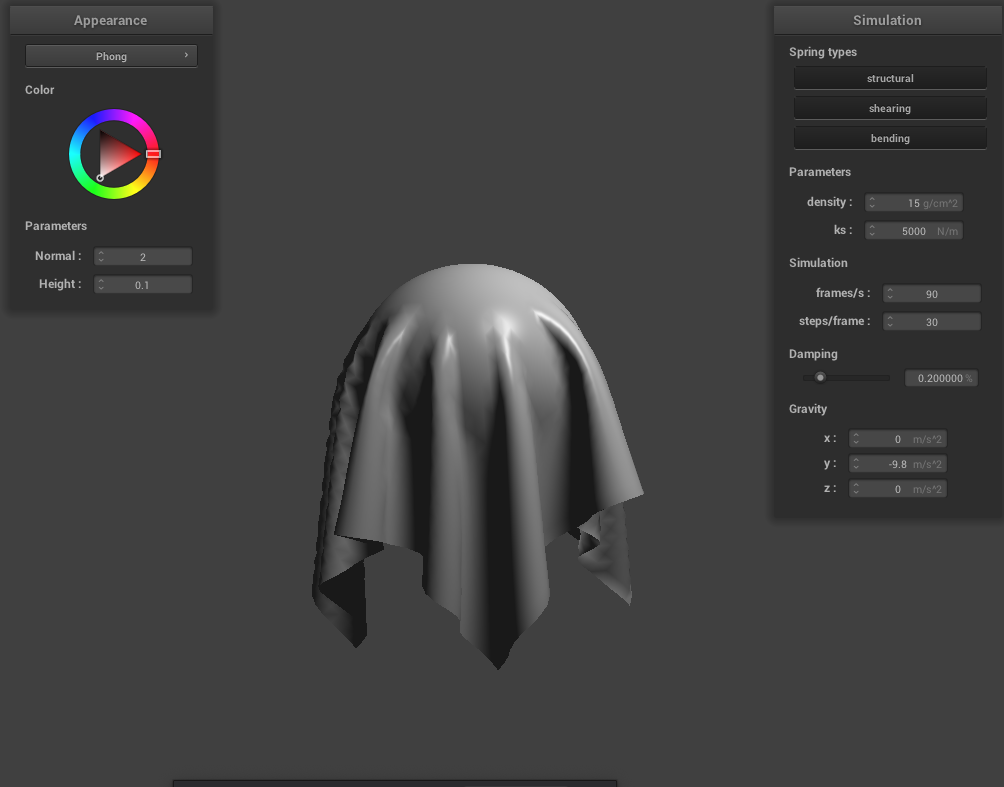 Appearance
Phong
Color
Parameters
Normal : 2
Height : 0.1
Simulation
Spring types
structural
shearing
bending
Parameters
density : 15 g/cm^2
ks : 5000 N/m
Simulation
frames/s : 90
steps/frame : 30
Damping
0.200000 %
Gravity
x : 0 m/s^2
y : -9.8 m/s^2
z : 0 m/s^2